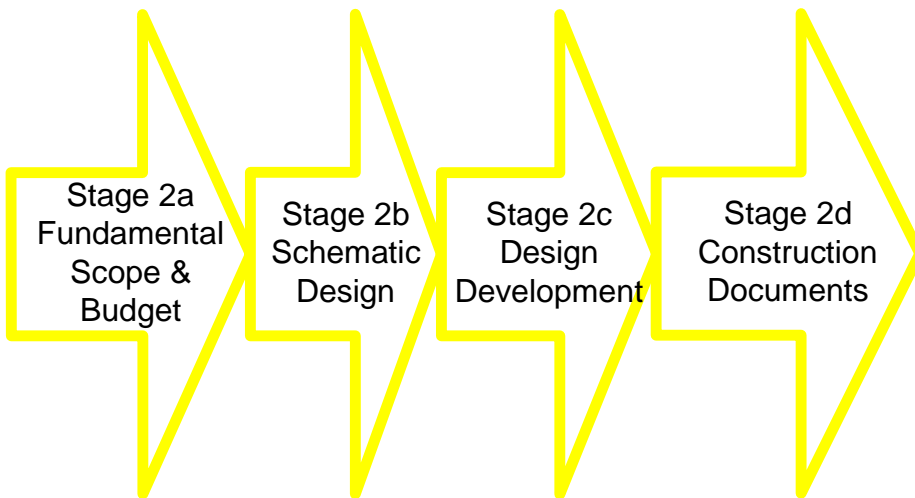 Stage 2a
Fundamental
Scope &
Budget
Stage 2b
Schematic
Design
Stage 2c
Design
Development
Stage 2d
Construction
Documents